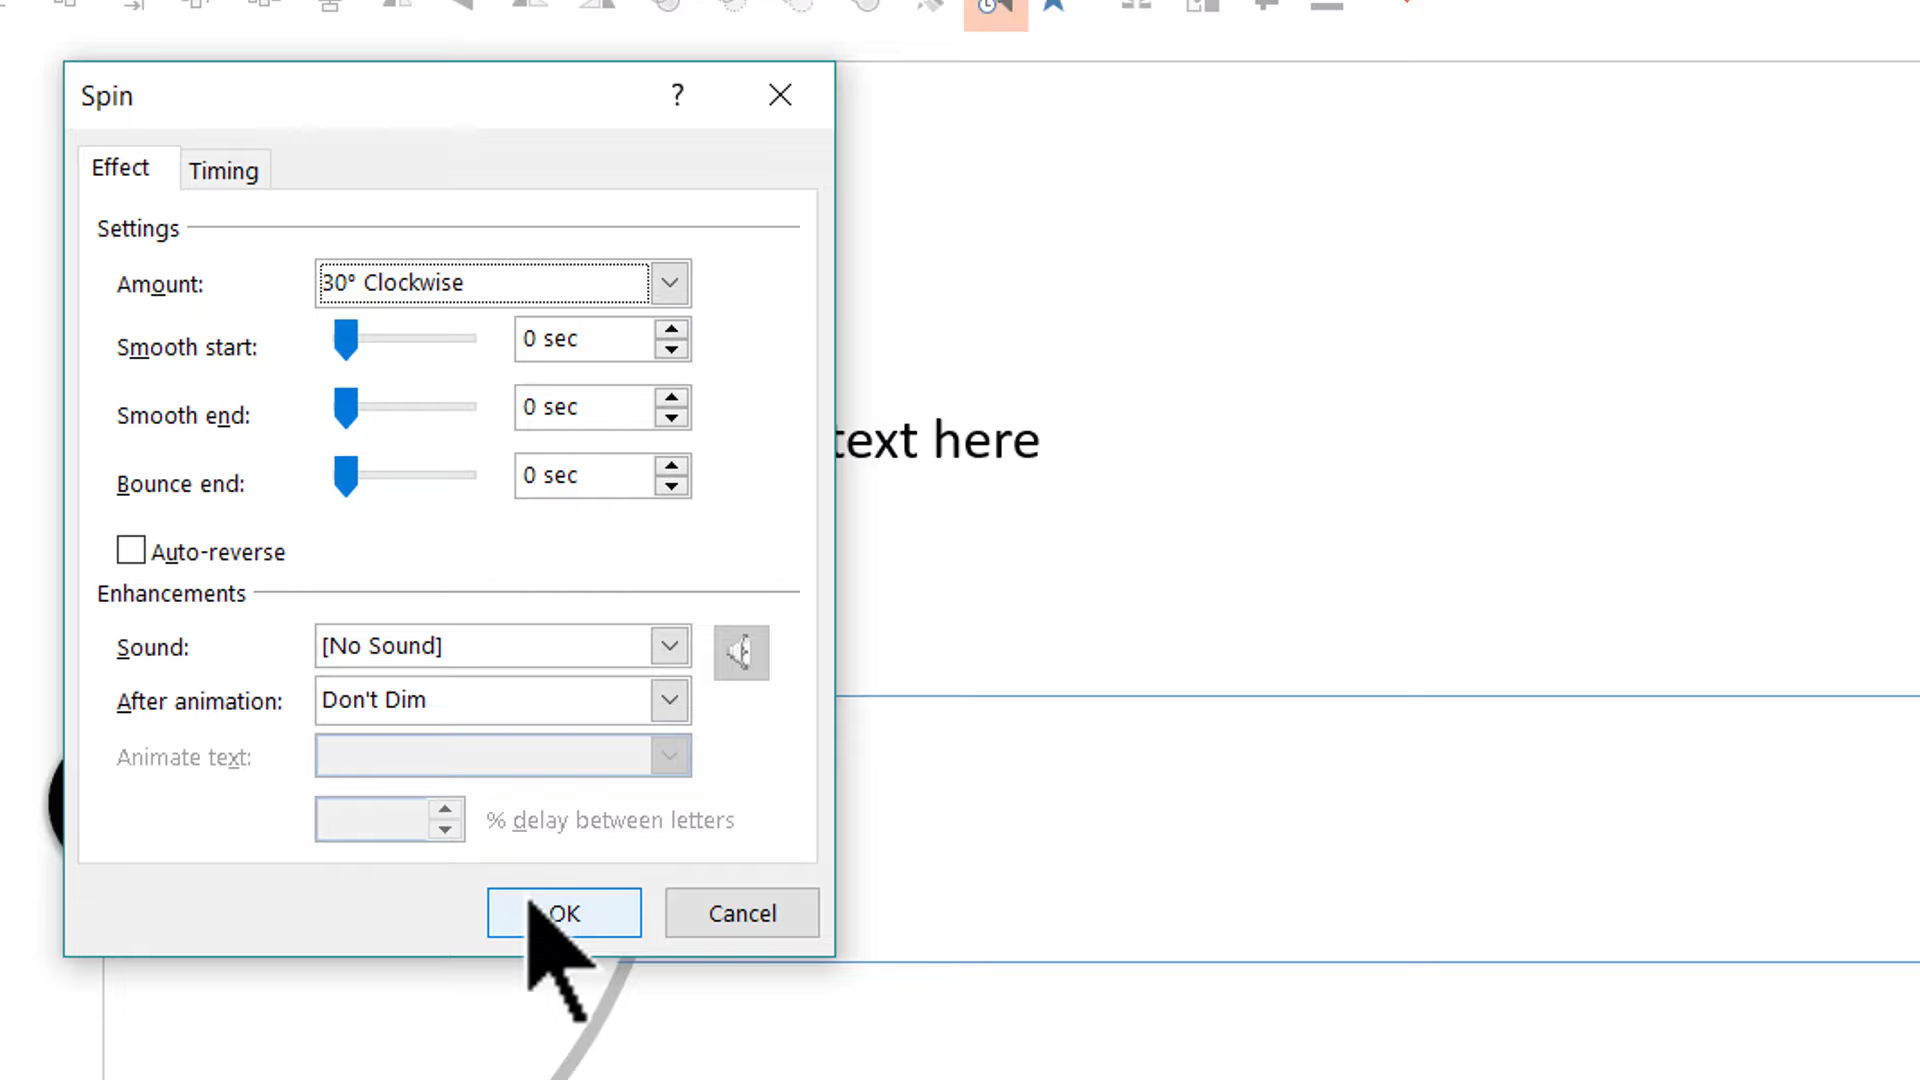 Spin ?
Effect Timing
Settings
Amount: 30° Clockwise
Smooth start: 0 sec
Smooth end: 0 sec
text here
Bounce end: 0 sec
Auto-reverse
Enhancements
Sound: [No Sound]
After animation: Don't Dim
Animate text:
% delay between letters
OK Cancel